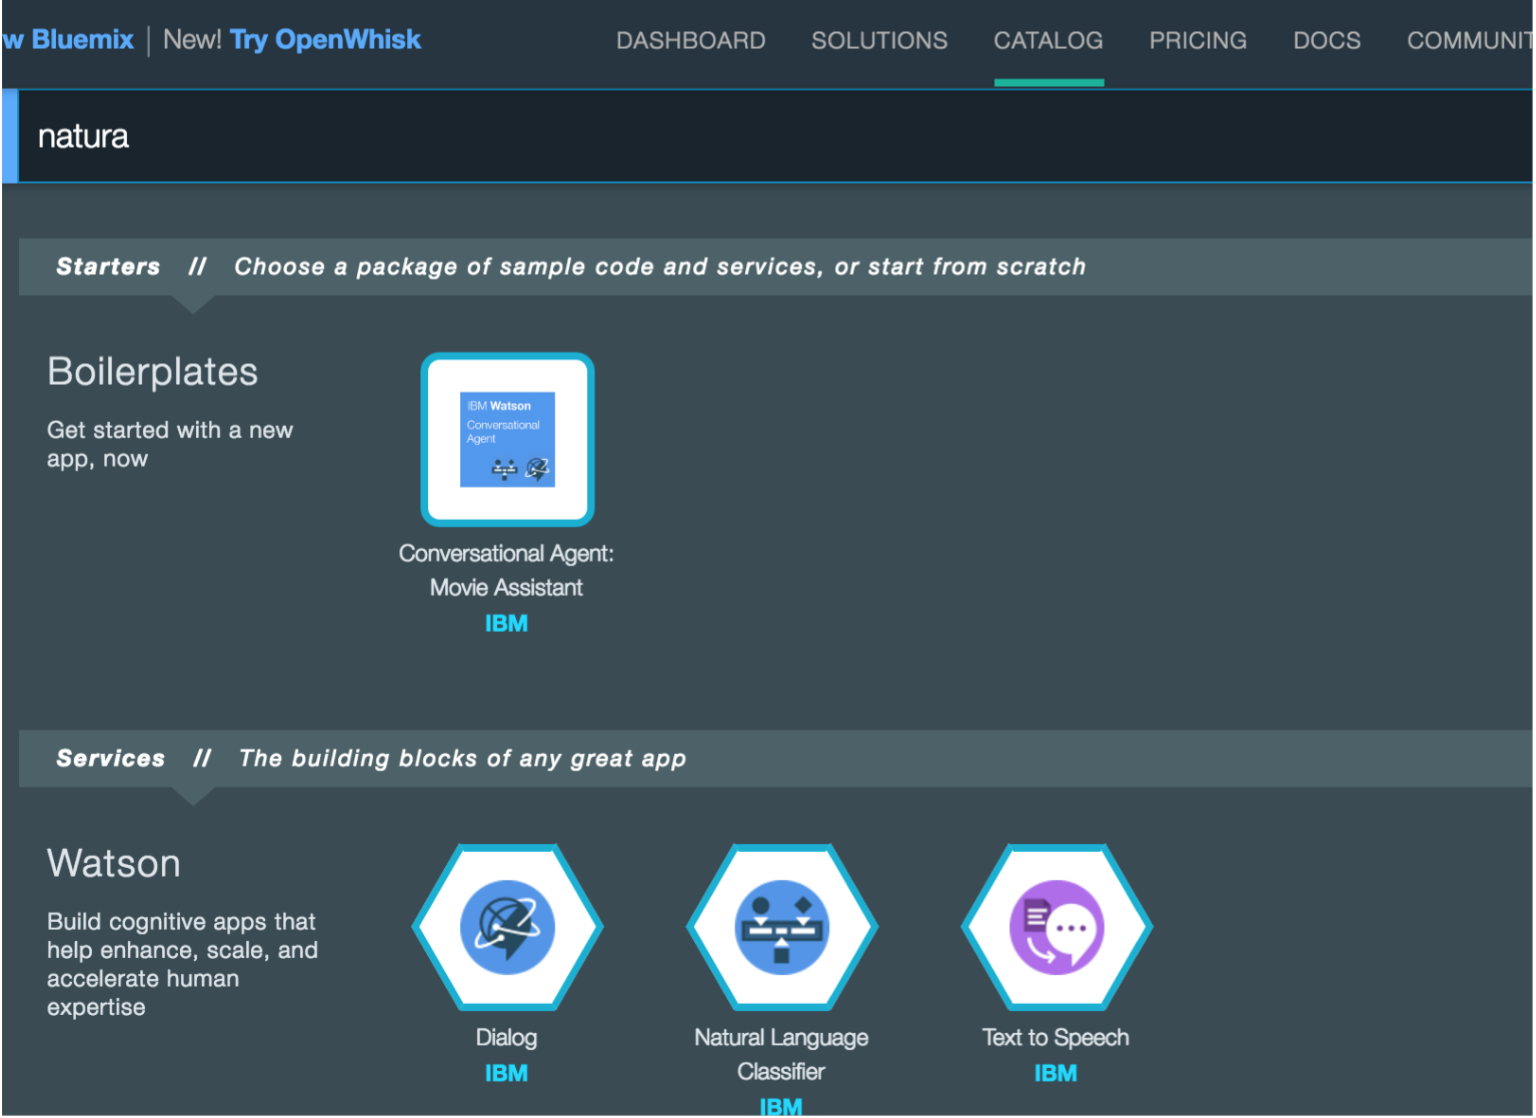 w Bluemix | New! Try OpenWhisk DASHBOARD SOLUTIONS CATALOG PRICING DOCS COMMUNIT
natura
Starters // Choose a package of sample code and services, or start from scratch
Boilerplates
Get started with a new
app, now
IBM Watson
Conversational
Agent
Conversational Agent:
Movie Assistant
IBM
Services // The building blocks of any great app
Watson
Build cognitive apps that
help enhance, scale, and
accelerate human
expertise
Dialog
IBM
Natural Language
Classifier
IBM
Text to Speech
IBM